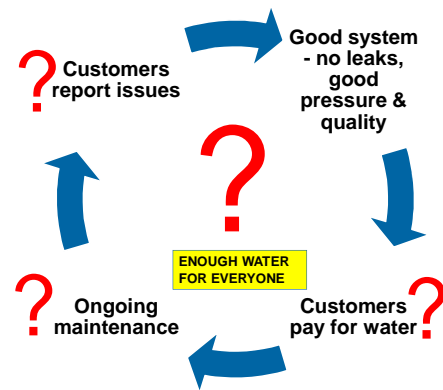 Customers
report issues
Good system
- no leaks,
good
pressure &
quality
?
?
ENOUGH WATER
FOR EVERYONE
?
Ongoing
maintenance
Customers
pay for water
?